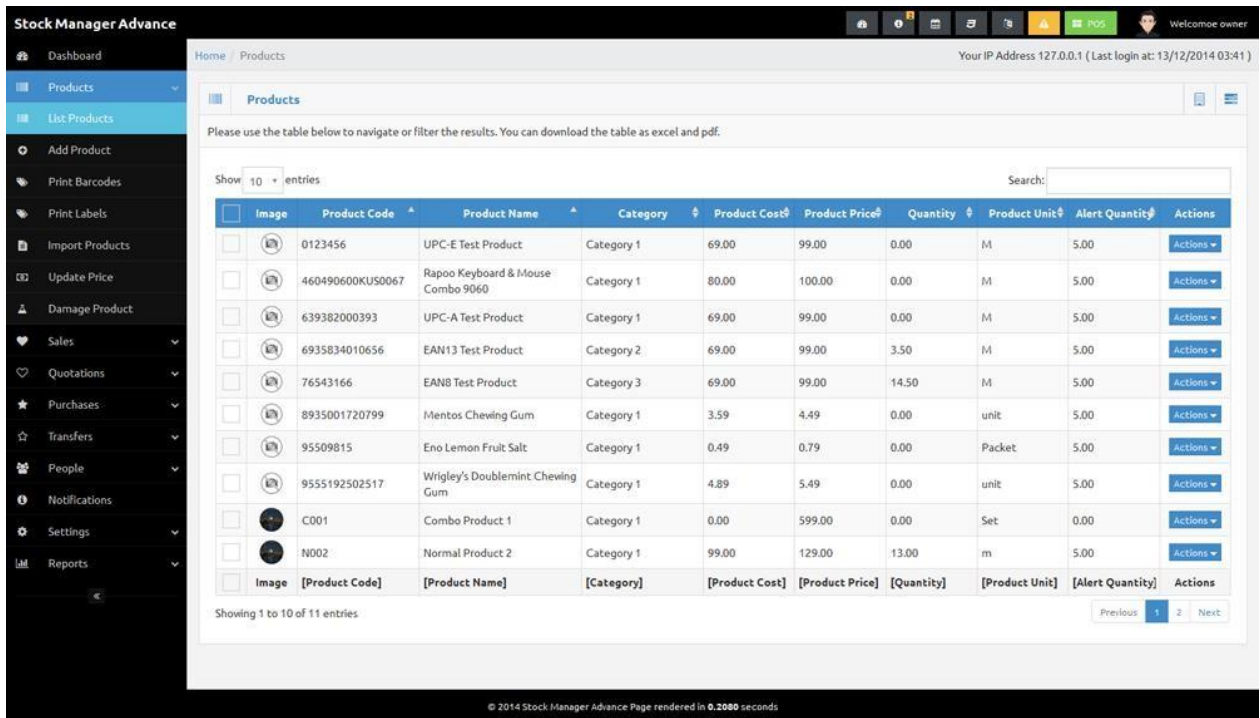 Stock Manager Advance
2
POS
Welcomoe owner
Dashboard
Products
List Products
Add Product
Print Barcodes
Print Labels
Import Products
Update Price
Damage Product
Sales
Quotations
Purchases
Transfers
People
Notifications
Settings
Reports
Home / Products
Your IP Address 127.0.0.1 ( Last login at: 13/12/2014 03:41 )
Products
Please use the table below to navigate or filter the results. You can download the table as excel and pdf.
Show 10 entries
Search:
Image Product Code Product Name Category Product Cost Product Price Quantity Product Unit Alert Quantity Actions
0123456 UPC-E Test Product Category 1 69.00 99.00 0.00 M 5.00 Actions
460490600KUS0067 Rapoo Keyboard & Mouse Combo 9060 Category 1 80.00 100.00 0.00 M 5.00 Actions
639382000393 UPC-A Test Product Category 1 69.00 99.00 0.00 M 5.00 Actions
6935834010656 EAN13 Test Product Category 2 69.00 99.00 3.50 M 5.00 Actions
76543166 EAN8 Test Product Category 3 69.00 99.00 14.50 M 5.00 Actions
8935001720799 Mentos Chewing Gum Category 1 3.59 4.49 0.00 unit 5.00 Actions
95509815 Eno Lemon Fruit Salt Category 1 0.49 0.79 0.00 Packet 5.00 Actions
9555192502517 Wrigley's Doublemint Chewing Gum Category 1 4.89 5.49 0.00 unit 5.00 Actions
C001 Combo Product 1 Category 1 0.00 599.00 0.00 Set 0.00 Actions
N002 Normal Product 2 Category 1 99.00 129.00 13.00 m 5.00 Actions
Image [Product Code] [Product Name] [Category] [Product Cost] [Product Price] [Quantity] [Product Unit] [Alert Quantity] Actions
Showing 1 to 10 of 11 entries
Previous 1 2 Next
© 2014 Stock Manager Advance Page rendered in 0.2080 seconds